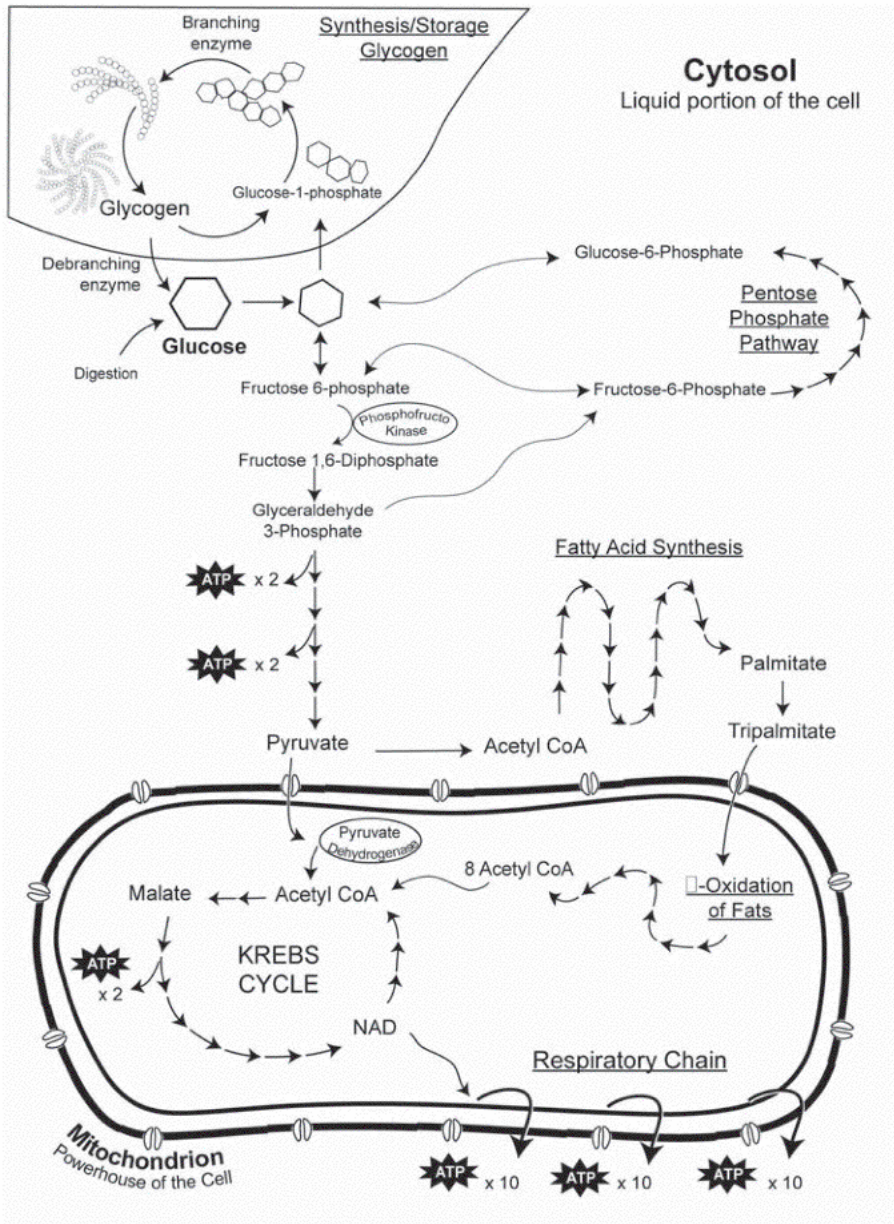 Branching
enzyme
Synthesis/Storage
Glycogen
Cytosol
Liquid portion of the cell
Glucose-1-phosphate
Glycogen
Debranching
enzyme
Glucose
Digestion
Glucose-6-Phosphate
Pentose
Phosphate
Pathway
Fructose 6-phosphate
Fructose-6-Phosphate
Phosphofructo
Kinase
Fructose 1,6-Diphosphate
Glyceraldehyde
3-Phosphate
ATP x 2
ATP x 2
Fatty Acid Synthesis
Palmitate
Tripalmitate
Pyruvate
Acetyl CoA
Pyruvate
Dehydrogenase
8 Acetyl CoA
▯-Oxidation
of Fats
Malate
Acetyl CoA
KREBS
CYCLE
ATP
x 2
NAD
Respiratory Chain
Mitochondrion
Powerhouse of the Cell
ATP x 10
ATP x 10
ATP x 10